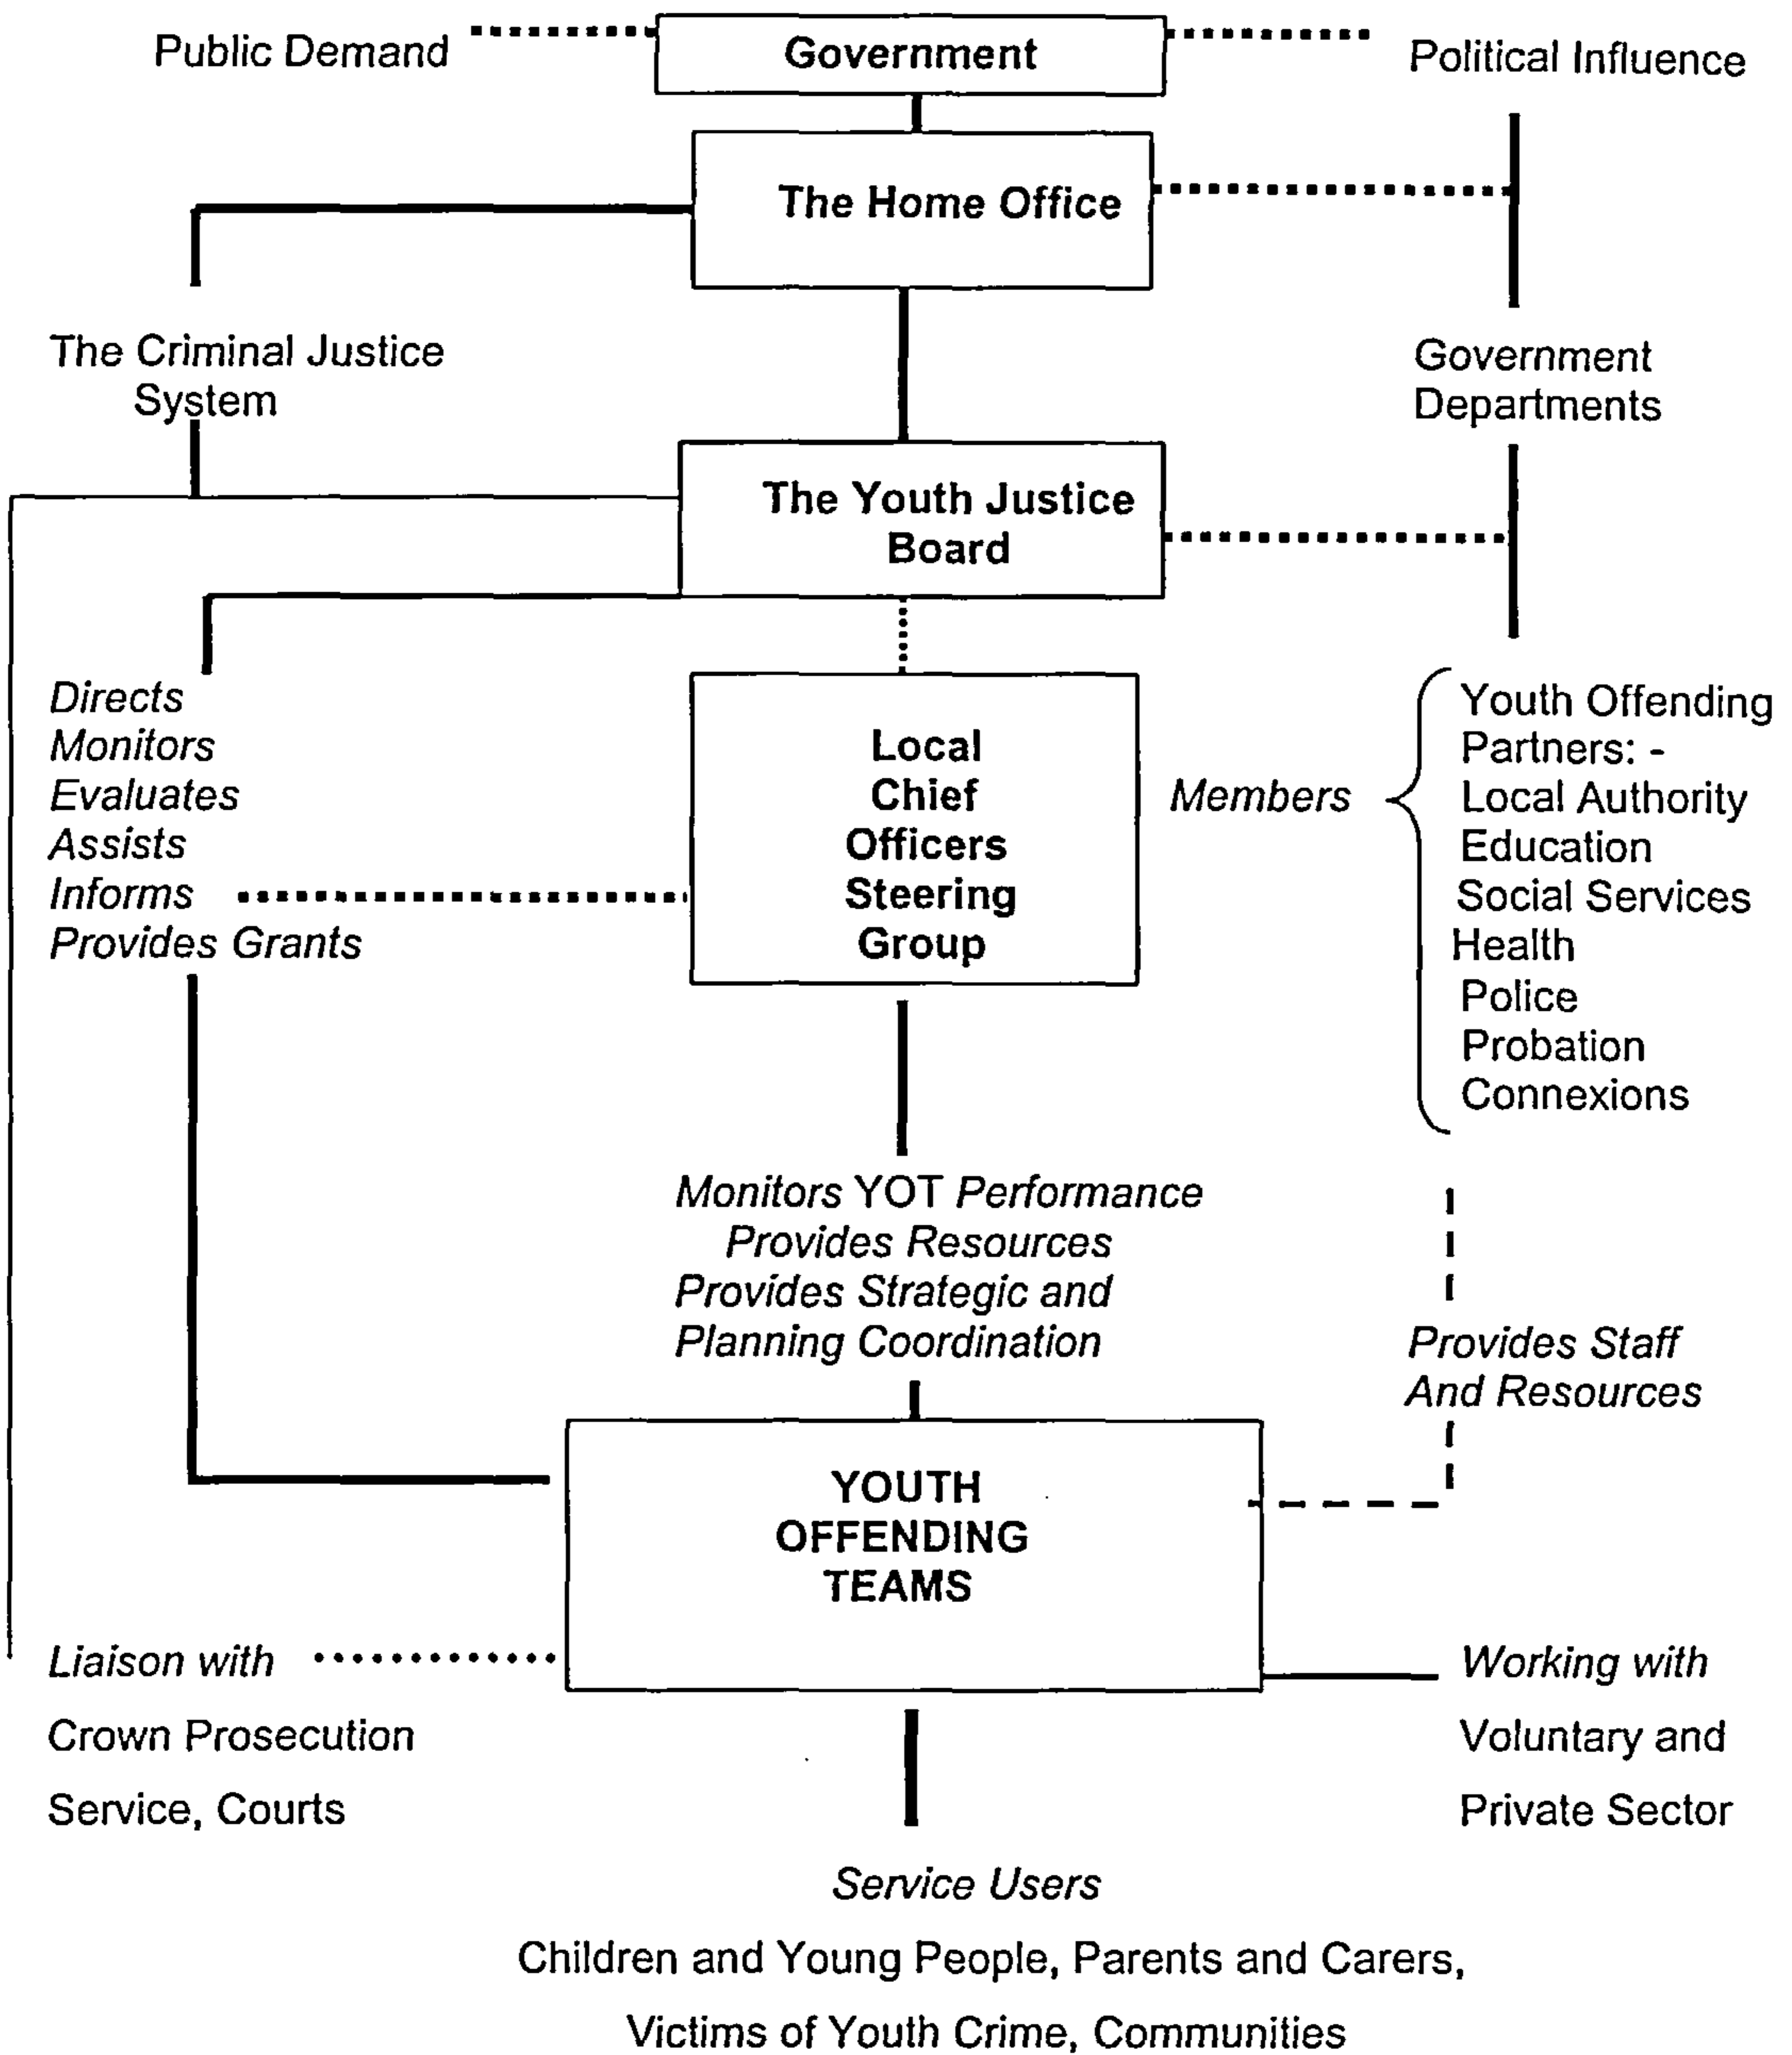 Public Demand
Government
Political Influence
The Home Office
The Criminal Justice
System
Government
Departments
The Youth Justice
Board
Directs
Monitors
Evaluates
Assists
Informs
Provides Grants
Local
Chief
Officers
Steering
Group
Members
Youth Offending
Partners: -
Local Authority
Education
Social Services
Health
Police
Probation
Connexions
Monitors YOT Performance
Provides Resources
Provides Strategic and
Planning Coordination
Provides Staff
And Resources
YOUTH
OFFENDING
TEAMS
Liaison with
Crown Prosecution
Service, Courts
Working with
Voluntary and
Private Sector
Service Users
Children and Young People, Parents and Carers,
Victims of Youth Crime, Communities